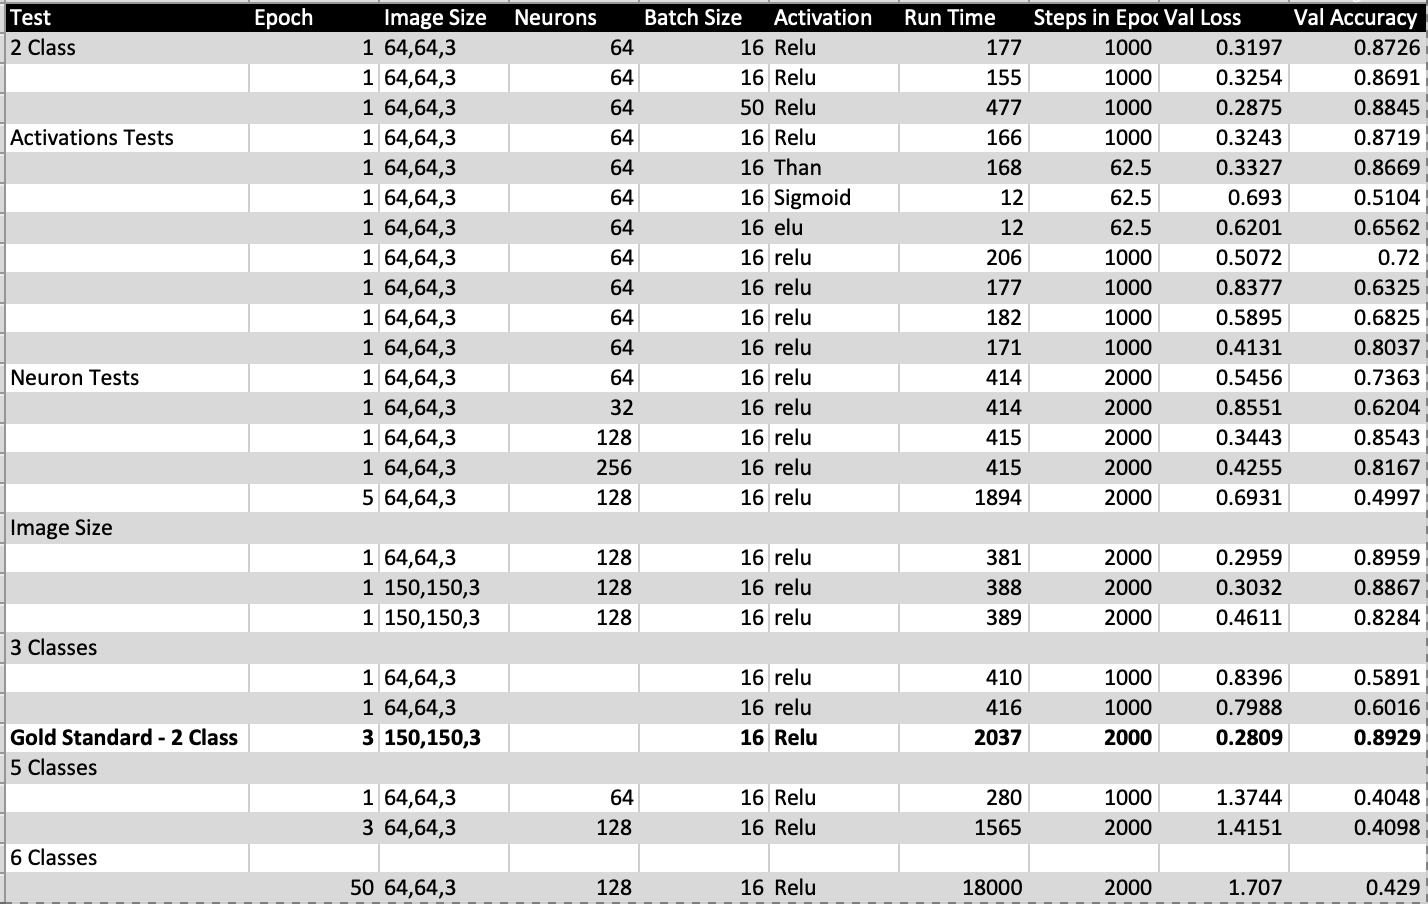 Test Epoch Image Size Neurons Batch Size Activation Run Time Steps in Epoc Val Loss Val Accuracy
2 Class 1 64,64,3 64 16 Relu 177 1000 0.3197 0.8726
1 64,64,3 64 16 Relu 155 1000 0.3254 0.8691
1 64,64,3 64 50 Relu 477 1000 0.2875 0.8845
Activations Tests 1 64,64,3 64 16 Relu 166 1000 0.3243 0.8719
1 64,64,3 64 16 Than 168 62.5 0.3327 0.8669
1 64,64,3 64 16 Sigmoid 12 62.5 0.693 0.5104
1 64,64,3 64 16 elu 12 62.5 0.6201 0.6562
1 64,64,3 64 16 relu 206 1000 0.5072 0.72
1 64,64,3 64 16 relu 177 1000 0.8377 0.6325
1 64,64,3 64 16 relu 182 1000 0.5895 0.6825
1 64,64,3 64 16 relu 171 1000 0.4131 0.8037
Neuron Tests 1 64,64,3 64 16 relu 414 2000 0.5456 0.7363
1 64,64,3 32 16 relu 414 2000 0.8551 0.6204
1 64,64,3 128 16 relu 415 2000 0.3443 0.8543
1 64,64,3 256 16 relu 415 2000 0.4255 0.8167
5 64,64,3 128 16 relu 1894 2000 0.6931 0.4997
Image Size
1 64,64,3 128 16 relu 381 2000 0.2959 0.8959
1 150,150,3 128 16 relu 388 2000 0.3032 0.8867
1 150,150,3 128 16 relu 389 2000 0.4611 0.8284
3 Classes
1 64,64,3 16 relu 410 1000 0.8396 0.5891
1 64,64,3 16 relu 416 1000 0.7988 0.6016
Gold Standard - 2 Class 3 150,150,3 16 Relu 2037 2000 0.2809 0.8929
5 Classes
1 64,64,3 64 16 Relu 280 1000 1.3744 0.4048
3 64,64,3 128 16 Relu 1565 2000 1.4151 0.4098
6 Classes
50 64,64,3 128 16 Relu 18000 2000 1.707 0.429